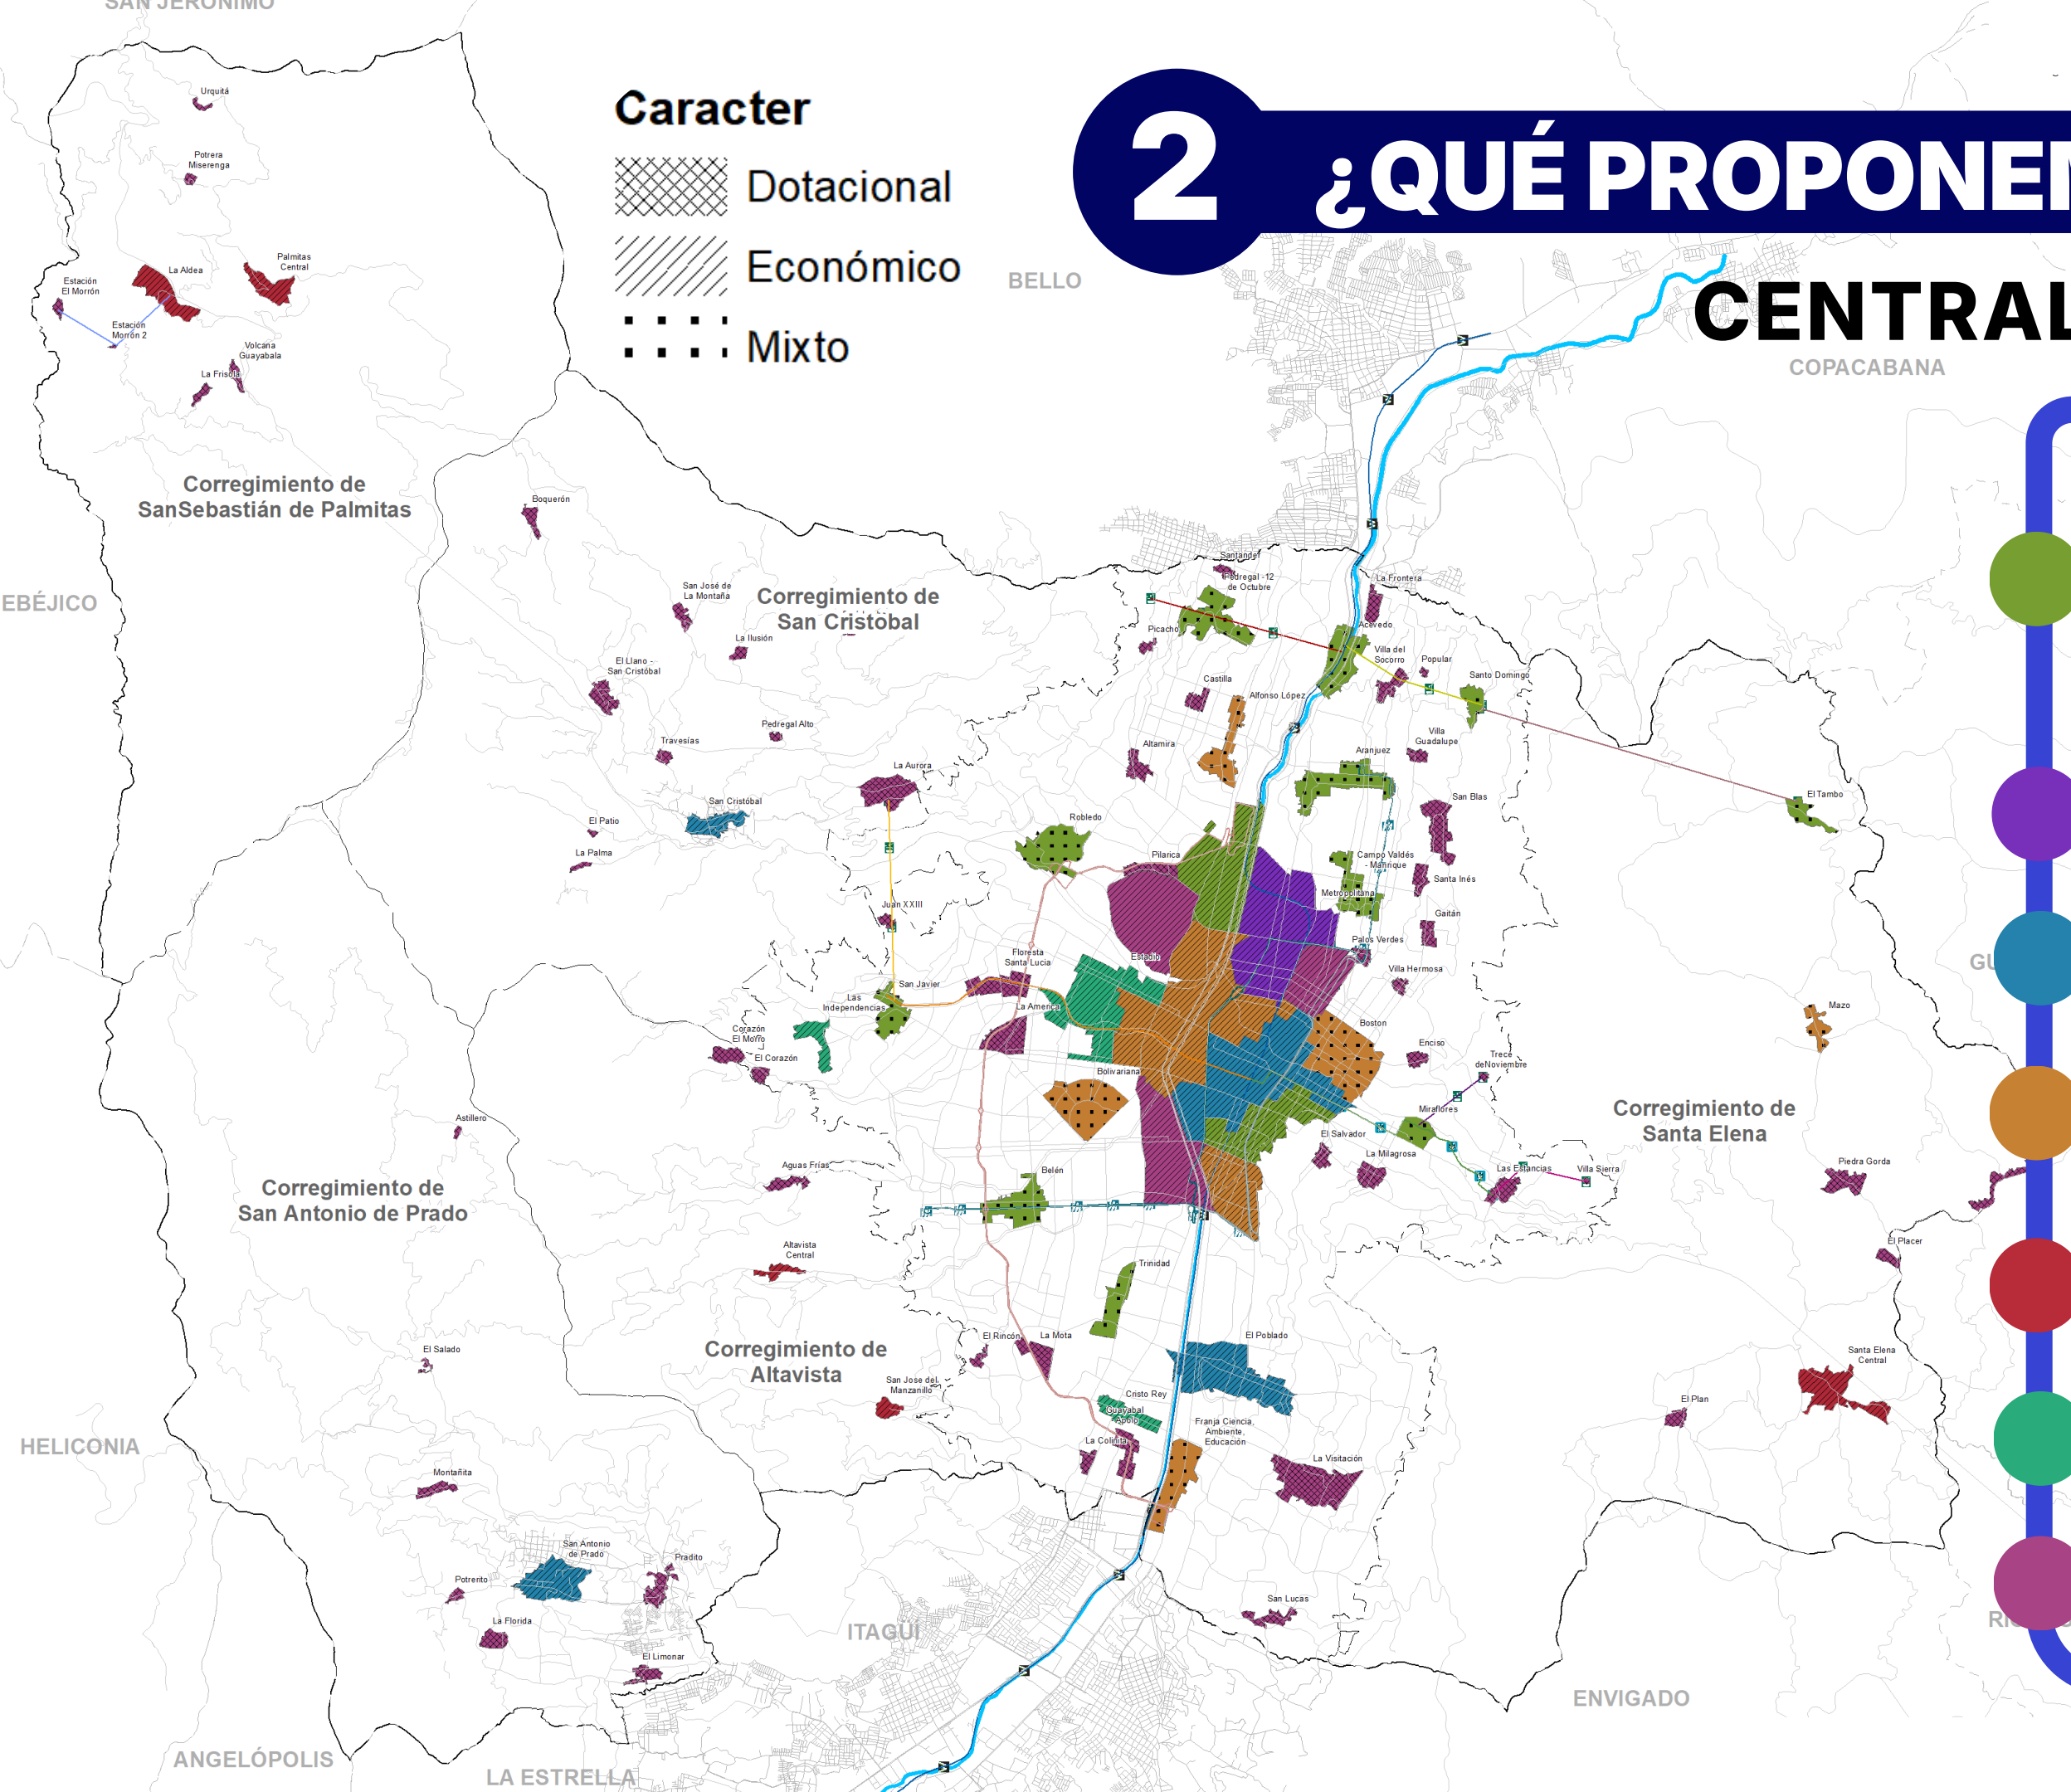 SAN JERÓNIMO
Caracter
Dotacional
Económico
Mixto
2
¿QUÉ PROPONEM
CENTRAL
BELLO
COPACABANA
Urquitá
Potrera
Miserenga
La Aldea
Palmitas
Central
Estación
El Morrón
Estación
Morrón 2
Volcana
Guayabala
La Frisola
Corregimiento de
SanSebastián de Palmitas
EBÉJICO
Boquerón
San José de
La Montaña
Corregimiento de
San Cristóbal
La Ilusión
El Llano -
San Cristóbal
Pedregal Alto
Travesías
La Aurora
San Cristóbal
El Patio
La Palma
Juan XXIII
Santander
Pedregal -12
de Octubre
La Frontera
Picacho
Acevedo
Villa del
Socorro
Popular
Santo Domingo
Castilla
Alfonso López
Villa
Guadalupe
Altamira
Aranjuez
San Blas
El Tambo
Robledo
Pilarica
Campo Valdés
- Manrique
Santa Inés
Metropolitana
Gaitán
Palos Verdes
Floresta
Santa Lucia
Estadio
Villa Hermosa
San Javier
Las
Independencias
La America
Mazo
GU
Corazón
El Morro
El Corazón
Boston
Enciso
Trece
deNoviembre
Bolivariana
Miraflores
Corregimiento de
Santa Elena
Astillero
El Salvador
La Milagrosa
Las Estancias
Villa Sierra
Piedra Gorda
Aguas Frías
Belén
Corregimiento de
San Antonio de Prado
Altavista
Central
Trinidad
El Placer
El Salado
El Rincón
La Mota
El Poblado
Corregimiento de
Altavista
Santa Elena
Central
San Jose del
Manzanillo
Cristo Rey
Guayabal
Apolo
El Plan
Franja Ciencia,
Ambiente,
Educación
La Colinita
La Visitación
HELICONIA
Montañita
San Antonio
de Prado
Pradito
Potrerito
La Florida
San Lucas
ITAGÜÍ
RI
El Limonar
ENVIGADO
ANGELÓPOLIS
LA ESTRELLA